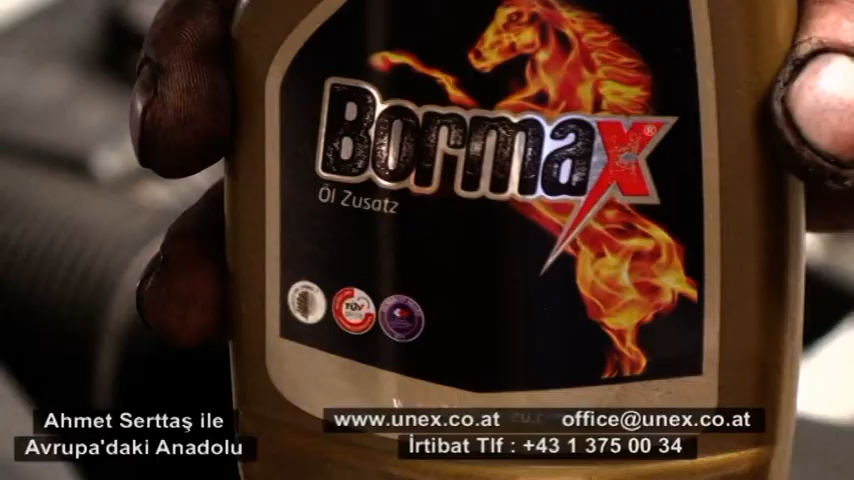 Bormax®
Öl Zusatz
TÜV
Ahmet Serttaş ile
Avrupa'daki Anadolu
www.unex.co.at office@unex.co.at
İrtibat Tlf : +43 1 375 00 34